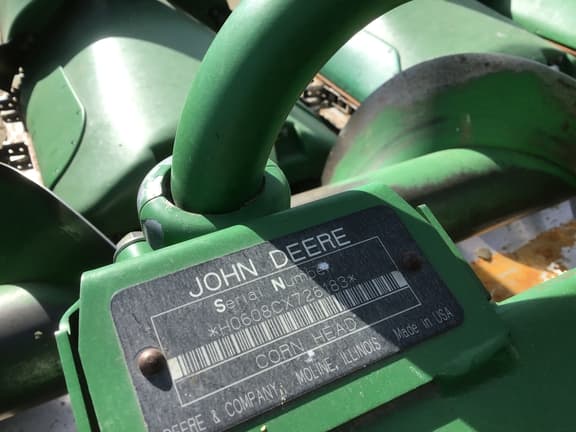 JOHN DEERE
Serial Number
*H0608CX725183*
CORN HEAD
DEERE & COMPANY, MOLINE, ILLINOIS Made in USA